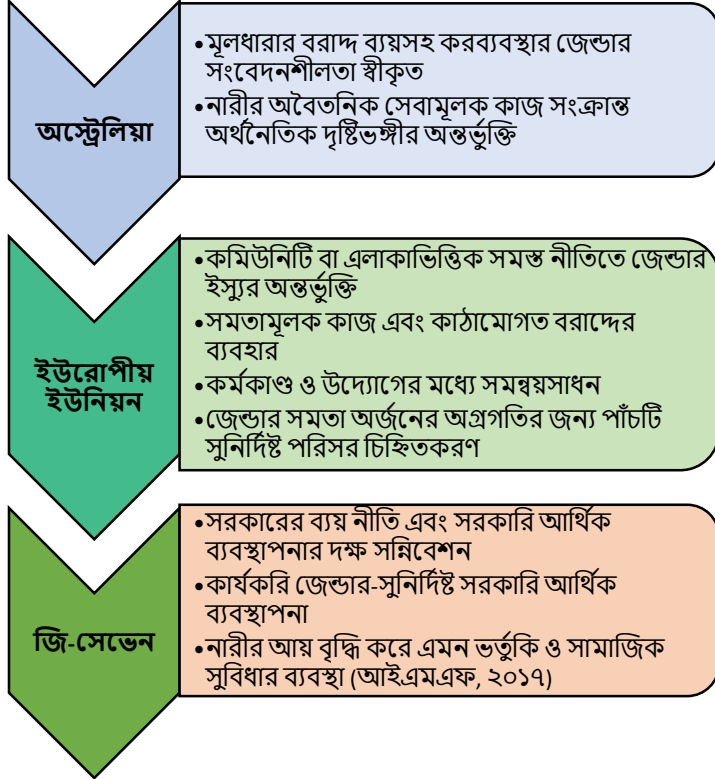 অস্ট্রেলিয়া
•মূলধারার বরাদ্দ ব্যয়সহ করব্যবস্থার জেন্ডার
সংবেদনশীলতা স্বীকৃত
•নারীর অবৈতনিক সেবামূলক কাজ সংক্রান্ত
অর্থনৈতিক দৃষ্টিভঙ্গীর অন্তর্ভুক্তি
ইউরোপীয়
ইউনিয়ন
•কমিউনিটি বা এলাকাভিত্তিক সমস্ত নীতিতে জেন্ডার
ইস্যুর অন্তর্ভুক্তি
•সমতামূলক কাজ এবং কাঠামোগত বরাদ্দের
ব্যবহার
•কর্মকাণ্ড ও উদ্যোগের মধ্যে সমন্বয়সাধন
•জেন্ডার সমতা অর্জনের অগ্রগতির জন্য পাঁচটি
সুনির্দিষ্ট পরিসর চিহ্নিতকরণ
জি-সেভেন
•সরকারের ব্যয় নীতি এবং সরকারি আর্থিক
ব্যবস্থাপনার দক্ষ সন্নিবেশন
•কার্যকরি জেন্ডার-সুনির্দিষ্ট সরকারি আর্থিক
ব্যবস্থাপনা
•নারীর আয় বৃদ্ধি করে এমন ভর্তুকি ও সামাজিক
সুবিধার ব্যবস্থা (আইএমএফ, ২০১৭)